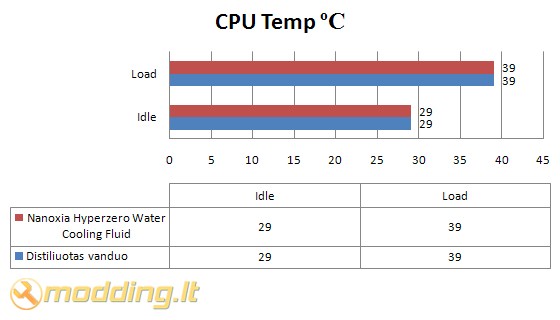 CPU Temp ºC
Load
39
39
Idle
29
29
0 5 10 15 20 25 30 35 40 45
Idle Load
Nanoxia Hyperzero Water
Cooling Fluid 29 39
Distiliuotas vanduo 29 39
modding.lt